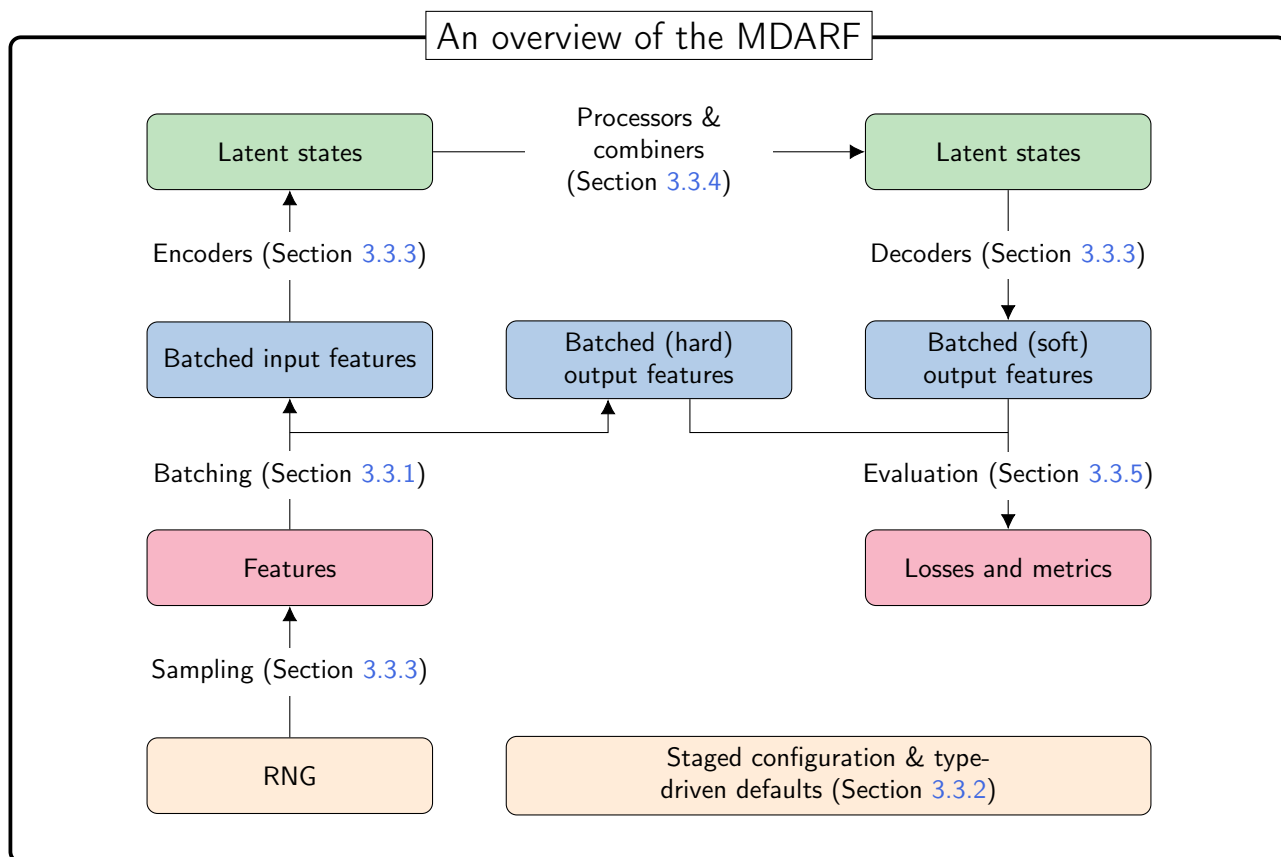 An overview of the MDARF
Latent states
Processors &
combiners
(Section 3.3.4)
Latent states
Encoders (Section 3.3.3)
Decoders (Section 3.3.3)
Batched input features
Batched (hard)
output features
Batched (soft)
output features
Batching (Section 3.3.1)
Evaluation (Section 3.3.5)
Features
Losses and metrics
Sampling (Section 3.3.3)
RNG
Staged configuration & type-
driven defaults (Section 3.3.2)